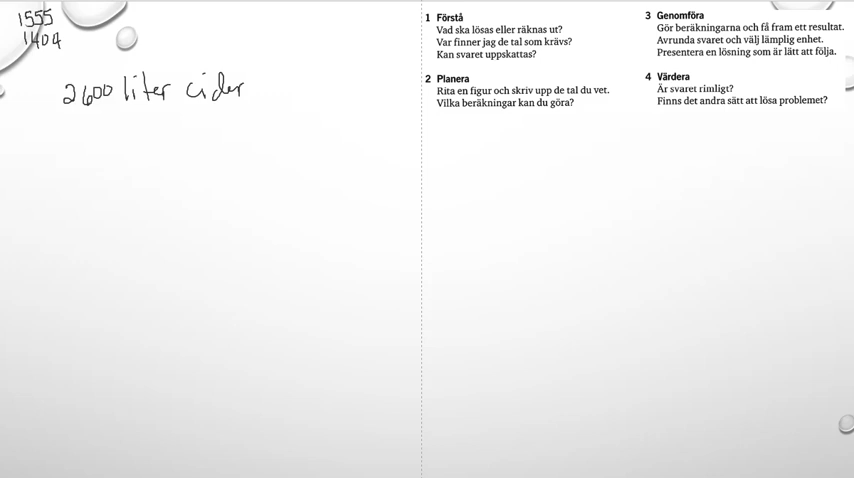 1555
1404
2600 liter cider
1 Förstå
Vad ska lösas eller räknas ut?
Var finner jag de tal som krävs?
Kan svaret uppskattas?
2 Planera
Rita en figur och skriv upp de tal du vet.
Vilka beräkningar kan du göra?
3 Genomföra
Gör beräkningarna och få fram ett resultat.
Avrunda svaret och välj lämplig enhet.
Presentera en lösning som är lätt att följa.
4 Värdera
Är svaret rimligt?
Finns det andra sätt att lösa problemet?